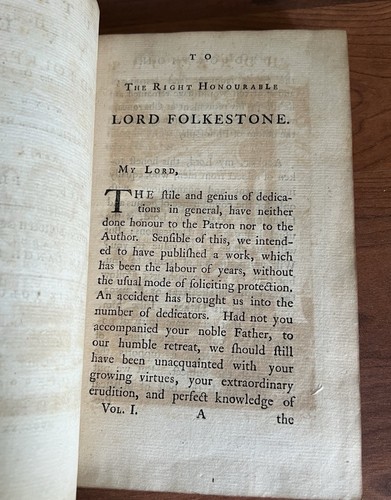 TO
THE RIGHT HONOURABLE
LORD FOLKESTONE.
MY LORD,
THE ſtile and genius of dedica-
tions in general, have neither
done honour to the Patron nor to the
Author. Senſible of this, we intend-
ed to have publiſhed a work, which
has been the labour of years, without
the uſual mode of ſoliciting protection.
An accident has brought us into the
number of dedicators. Had not you
accompanied your noble Father, to
our humble retreat, we ſhould ſtill
have been unacquainted with your
growing virtues, your extraordinary
erudition, and perfect knowledge of
VOL. I. A the